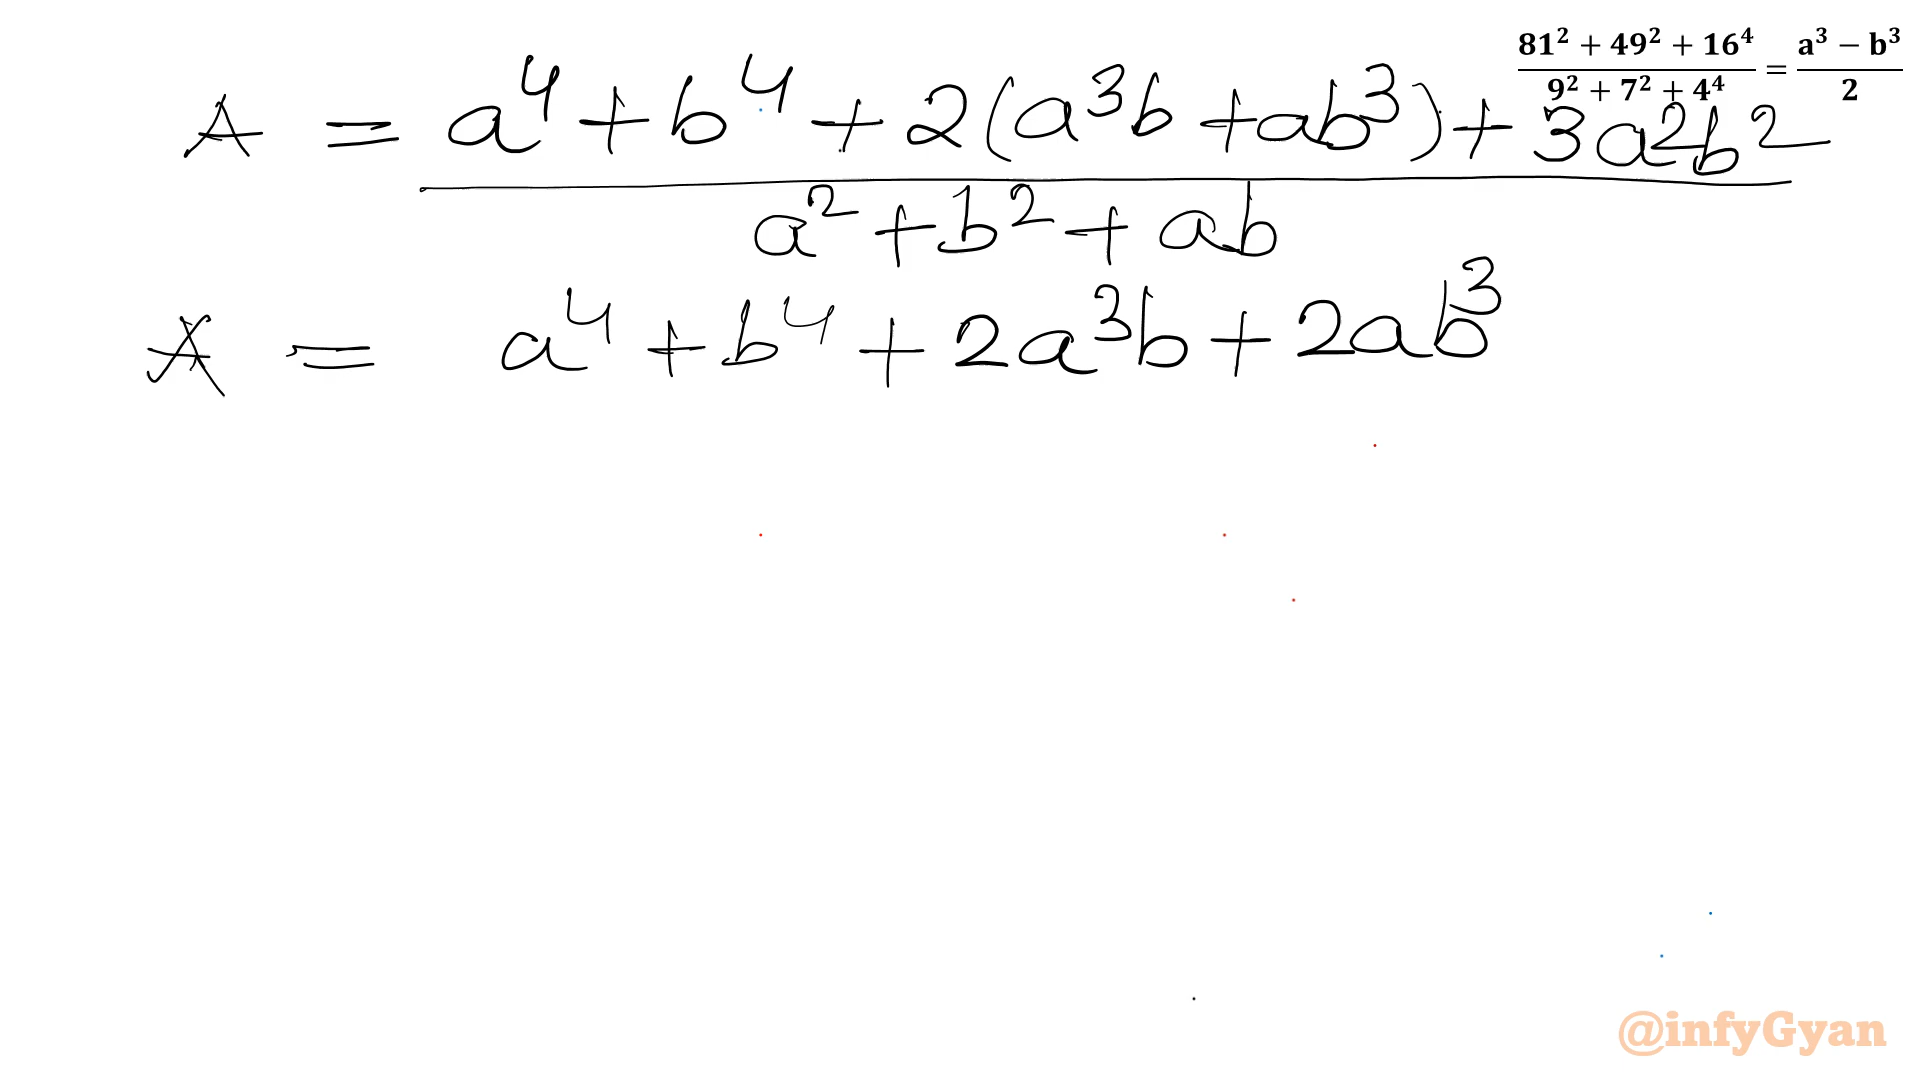 81² + 49² + 16⁴ / 9² + 7² + 4⁴ = a³ − b³ / 2
A = a⁴ + b⁴ + 2(a³b + ab³) + 3a²b² / a² + b² + ab
A = a⁴ + b⁴ + 2a³b + 2ab³
@infyGyan